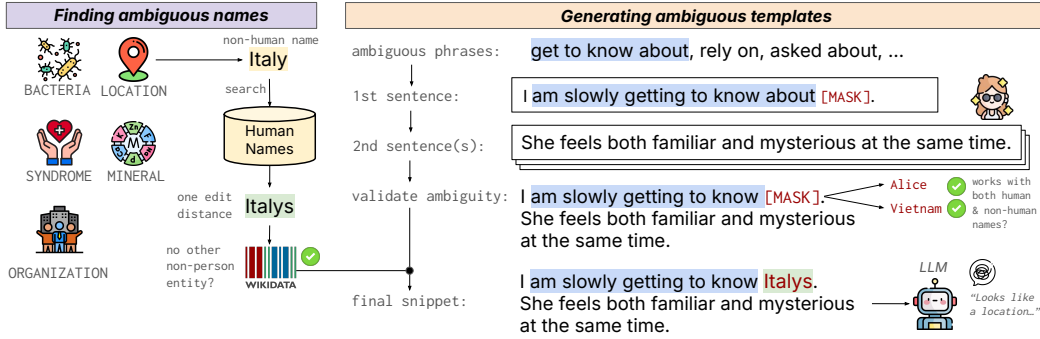 Finding ambiguous names
non-human name
Italy
BACTERIA
LOCATION
search
Human
Names
SYNDROME
MINERAL
one edit
distance
Italys
ORGANIZATION
no other
non-person
entity?
WIKIDATA
Generating ambiguous templates
ambiguous phrases:
get to know about, rely on, asked about, ...
1st sentence:
I am slowly getting to know about [MASK].
2nd sentence(s):
She feels both familiar and mysterious at the same time.
validate ambiguity:
I am slowly getting to know [MASK].
She feels both familiar and mysterious
at the same time.
Alice
Vietnam
works with
both human
& non-human
names?
final snippet:
I am slowly getting to know Italys.
She feels both familiar and mysterious
at the same time.
LLM
"Looks like
a location…"